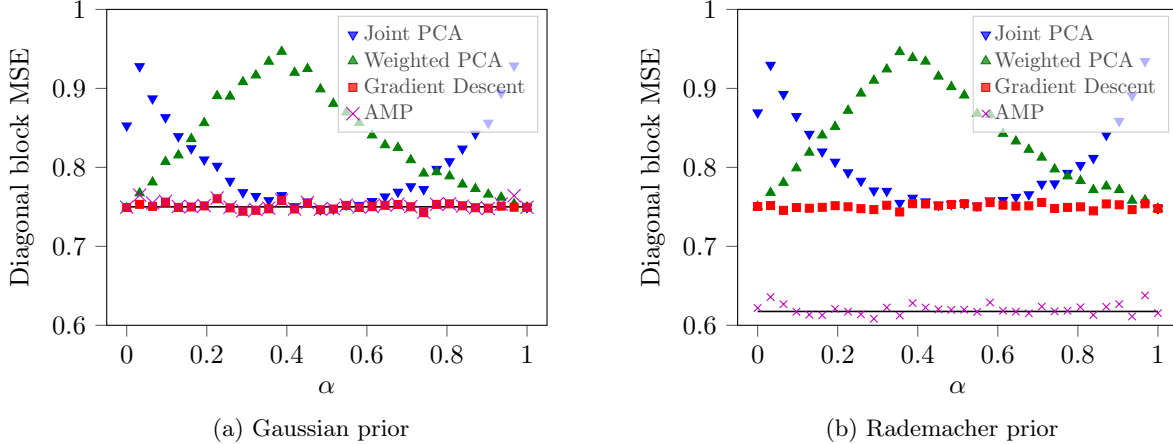 1
0.9
0.8
0.7
0.6
Diagonal block MSE
Joint PCA
Weighted PCA
Gradient Descent
AMP
0 0.2 0.4 0.6 0.8 1
α
(a) Gaussian prior
1
0.9
0.8
0.7
0.6
Diagonal block MSE
Joint PCA
Weighted PCA
Gradient Descent
AMP
0 0.2 0.4 0.6 0.8 1
α
(b) Rademacher prior